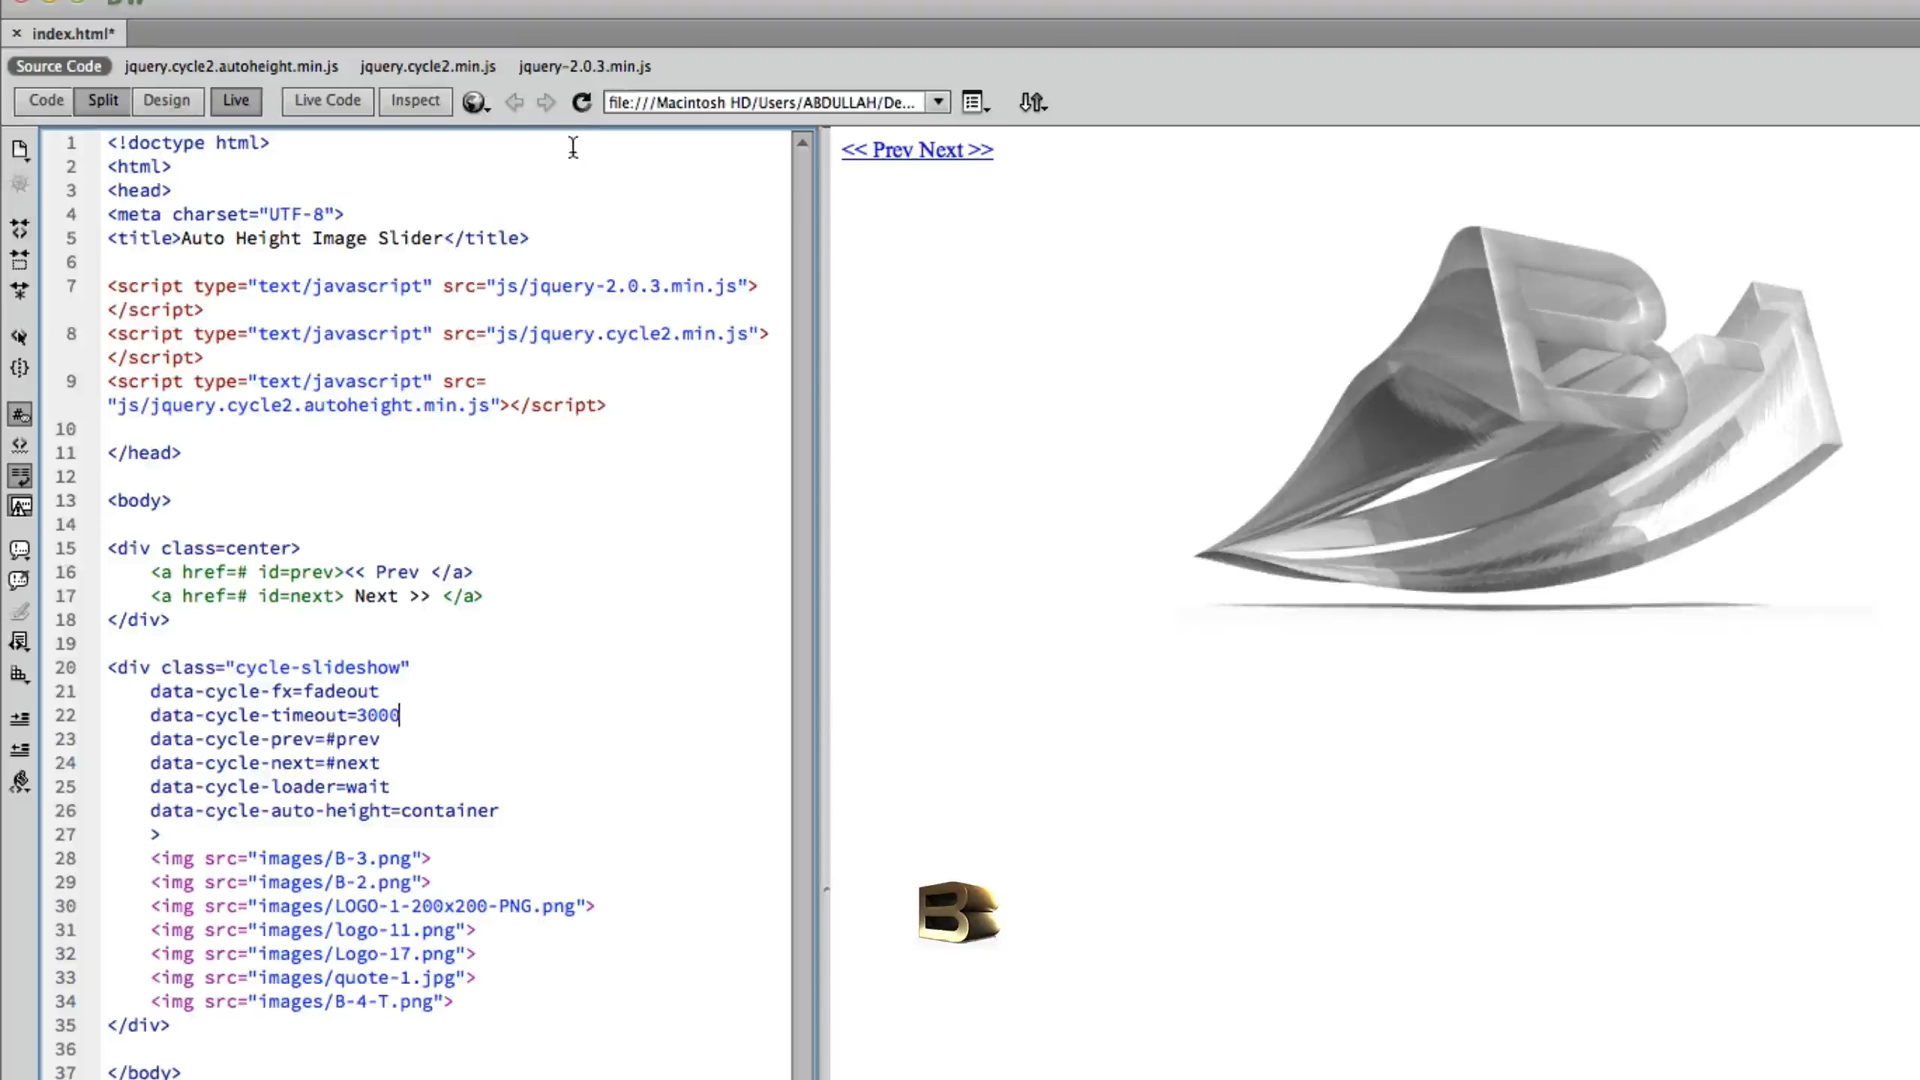 index.html*
Source Code jquery.cycle2.autoheight.min.js jquery.cycle2.min.js jquery-2.0.3.min.js
Code Split Design Live Live Code Inspect file:///Macintosh HD/Users/ABDULLAH/De...
1 <!doctype html>
2 <html>
3 <head>
4 <meta charset="UTF-8">
5 <title>Auto Height Image Slider</title>
6
7 <script type="text/javascript" src="js/jquery-2.0.3.min.js">
</script>
8 <script type="text/javascript" src="js/jquery.cycle2.min.js">
</script>
9 <script type="text/javascript" src=
"js/jquery.cycle2.autoheight.min.js"></script>
10
11 </head>
12
13 <body>
14
15 <div class=center>
16 <a href=# id=prev><< Prev </a>
17 <a href=# id=next> Next >> </a>
18 </div>
19
20 <div class="cycle-slideshow"
21 data-cycle-fx=fadeout
22 data-cycle-timeout=3000
23 data-cycle-prev=#prev
24 data-cycle-next=#next
25 data-cycle-loader=wait
26 data-cycle-auto-height=container
27 >
28 <img src="images/B-3.png">
29 <img src="images/B-2.png">
30 <img src="images/LOGO-1-200x200-PNG.png">
31 <img src="images/logo-11.png">
32 <img src="images/Logo-17.png">
33 <img src="images/quote-1.jpg">
34 <img src="images/B-4-T.png">
35 </div>
36
37 </body>
<< Prev Next >>
B
B